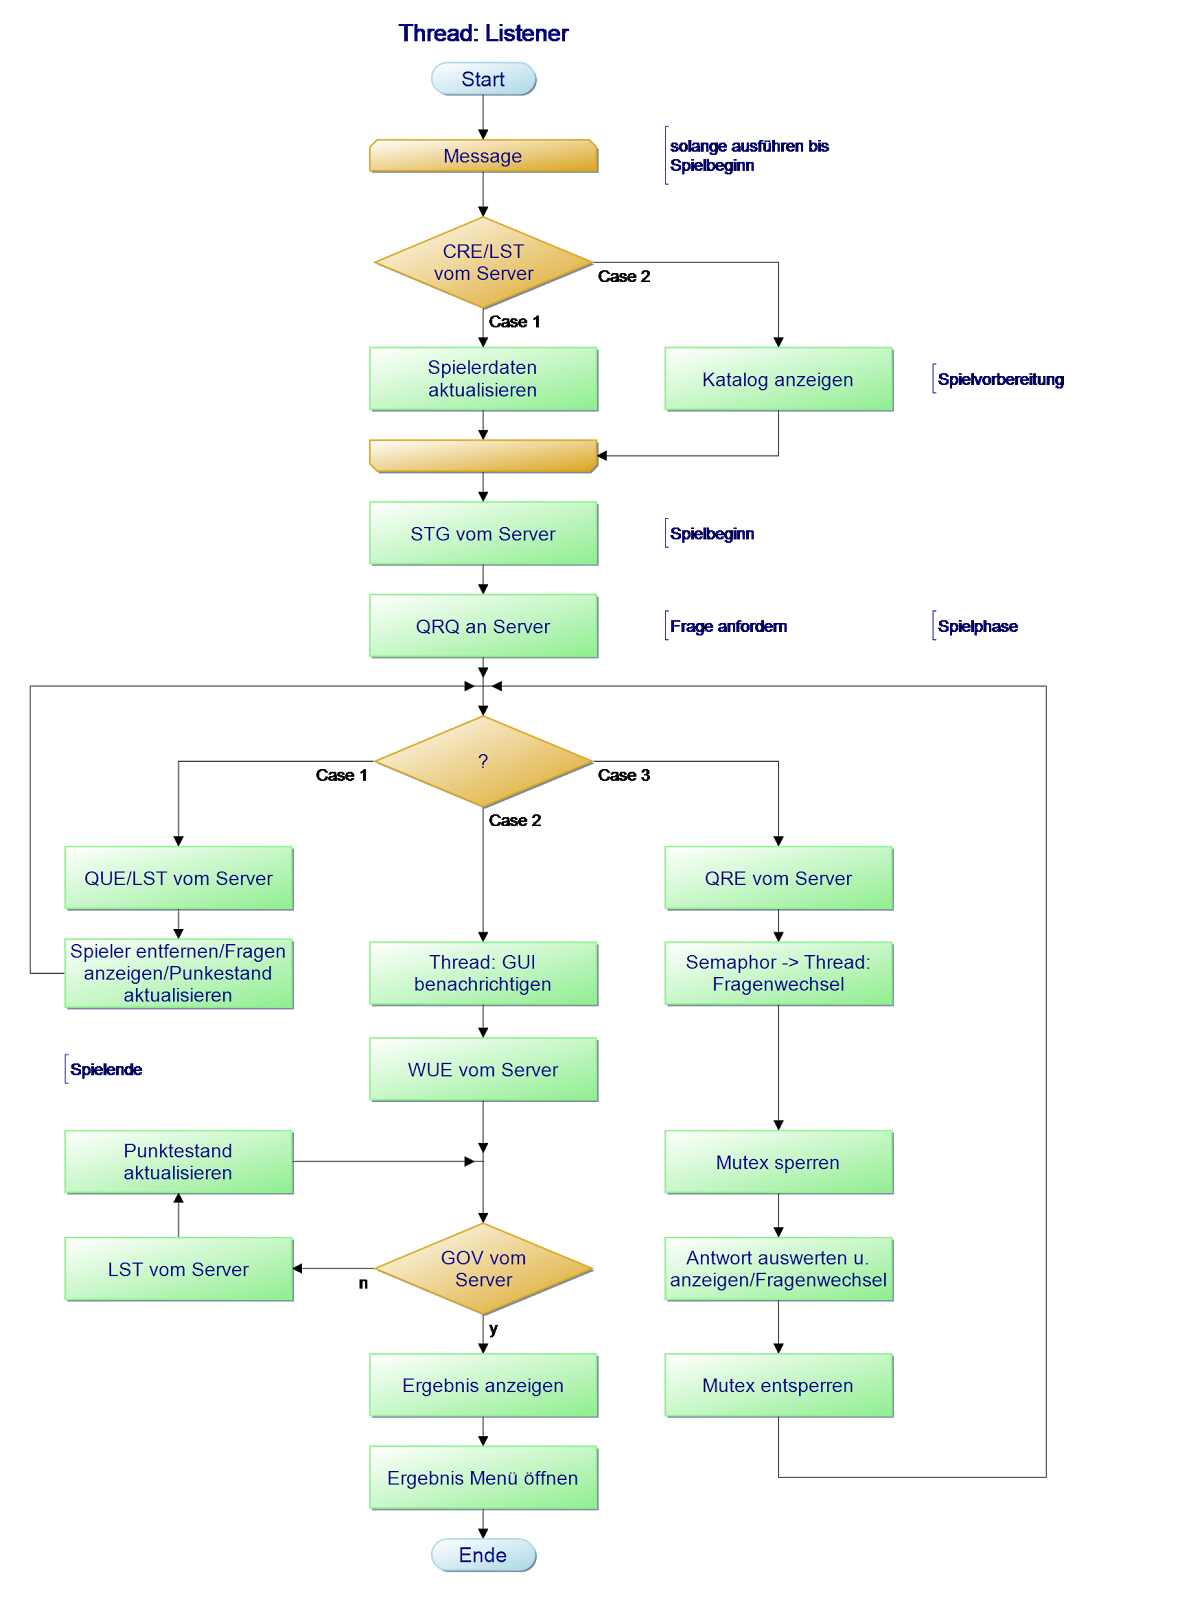 Thread: Listener
Start
Message
solange ausführen bis
Spielbeginn
CRE/LST
vom Server
Case 2
Case 1
Spielerdaten
aktualisieren
Katalog anzeigen
Spielvorbereitung
STG vom Server
Spielbeginn
QRQ an Server
Frage anfordern
Spielphase
?
Case 1
Case 3
Case 2
QUE/LST vom Server
QRE vom Server
Spieler entfernen/Fragen
anzeigen/Punkestand
aktualisieren
Thread: GUI
benachrichtigen
Semaphor -> Thread:
Fragenwechsel
Spielende
WUE vom Server
Punktestand
aktualisieren
Mutex sperren
LST vom Server
n
GOV vom
Server
y
Antwort auswerten u.
anzeigen/Fragenwechsel
Ergebnis anzeigen
Mutex entsperren
Ergebnis Menü öffnen
Ende